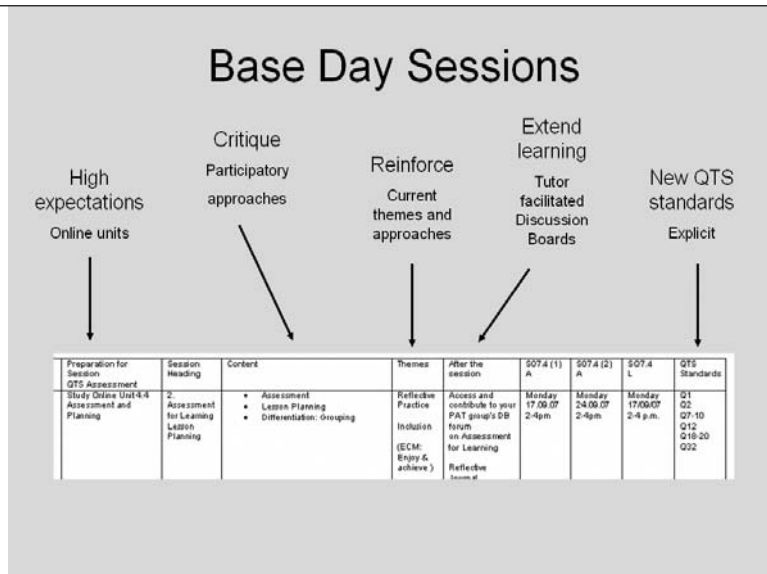 Base Day Sessions
High
expectations
Online units
Critique
Participatory
approaches
Reinforce
Current
themes and
approaches
Extend
learning
Tutor
facilitated
Discussion
Boards
New QTS
standards
Explicit
Preparation for
Session
QTS Assessment
Session
Heading
Content
Themes
After the
session
S07.4 (1)
A
S07.4 (2)
A
SO7.4
L
QTS
Standards
Study Online Unit4.4
Assessment and
Planning
2.
Assessment
for Learning
Lesson
Planning
• Assessment
• Lesson Planning
• Differentiation: Grouping
Reflective
Practice
Inclusion
(ECM:
Enjoy &
achieve )
Access and
contribute to your
PAT group's DB
forum
on Assessment
for Learning
Reflective
Journal
Monday
17.09.07
2-4pm
Monday
24.09.07
2-4pm
Monday
17/09/07
2-4 p.m.
Q1
Q2
Q7-10
Q12
Q18-20
Q32